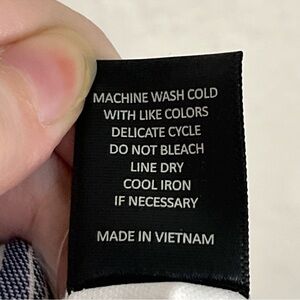 MACHINE WASH COLD
WITH LIKE COLORS
DELICATE CYCLE
DO NOT BLEACH
LINE DRY
COOL IRON
IF NECESSARY
MADE IN VIETNAM